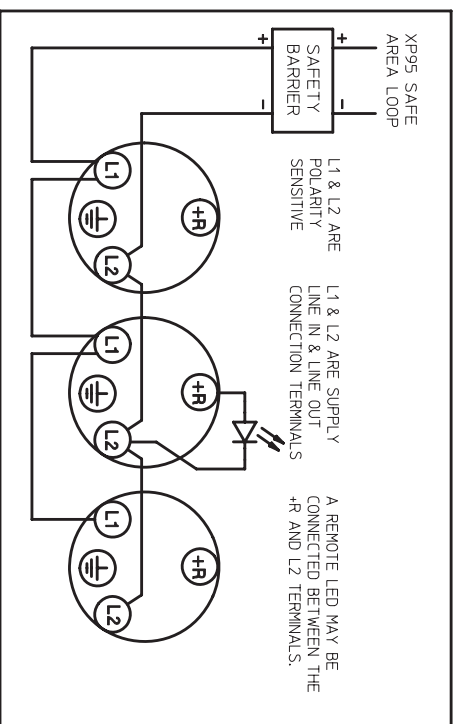 XP95 SAFE
AREA LOOP
+
-
SAFETY
BARRIER
+
-
L1 & L2 ARE
POLARITY
SENSITIVE
L1 & L2 ARE SUPPLY
LINE IN & LINE OUT
CONNECTION TERMINALS
A REMOTE LED MAY BE
CONNECTED BETWEEN THE
+R AND L2 TERMINALS.
+R
L1
L2
+R
L1
L2
+R
L1
L2